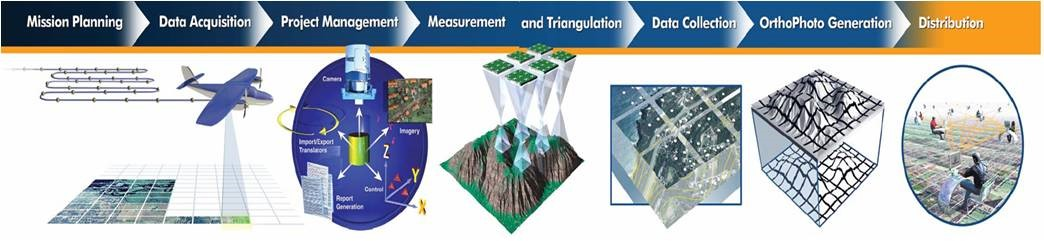 Mission Planning
Data Acquisition
Project Management
Measurement and Triangulation
Data Collection
OrthoPhoto Generation
Distribution
Camera
Imagery
Import/Export
Translators
Z
Y
Control
X
Report
Generation